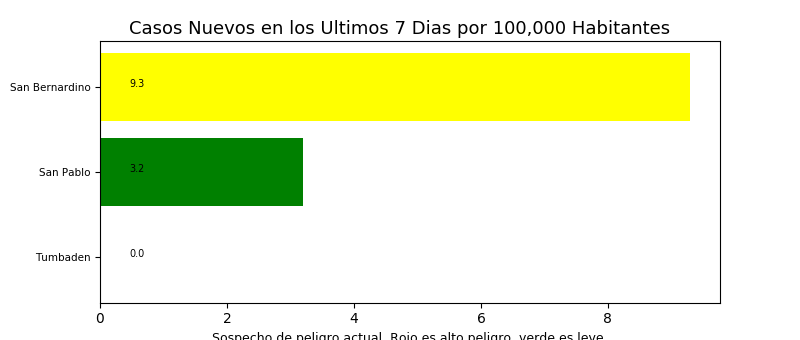 Casos Nuevos en los Ultimos 7 Dias por 100,000 Habitantes
San Bernardino
9.3
San Pablo
3.2
Tumbaden
0.0
0 2 4 6 8
Sospecho de peligro actual. Rojo es alto peligro, verde es leve